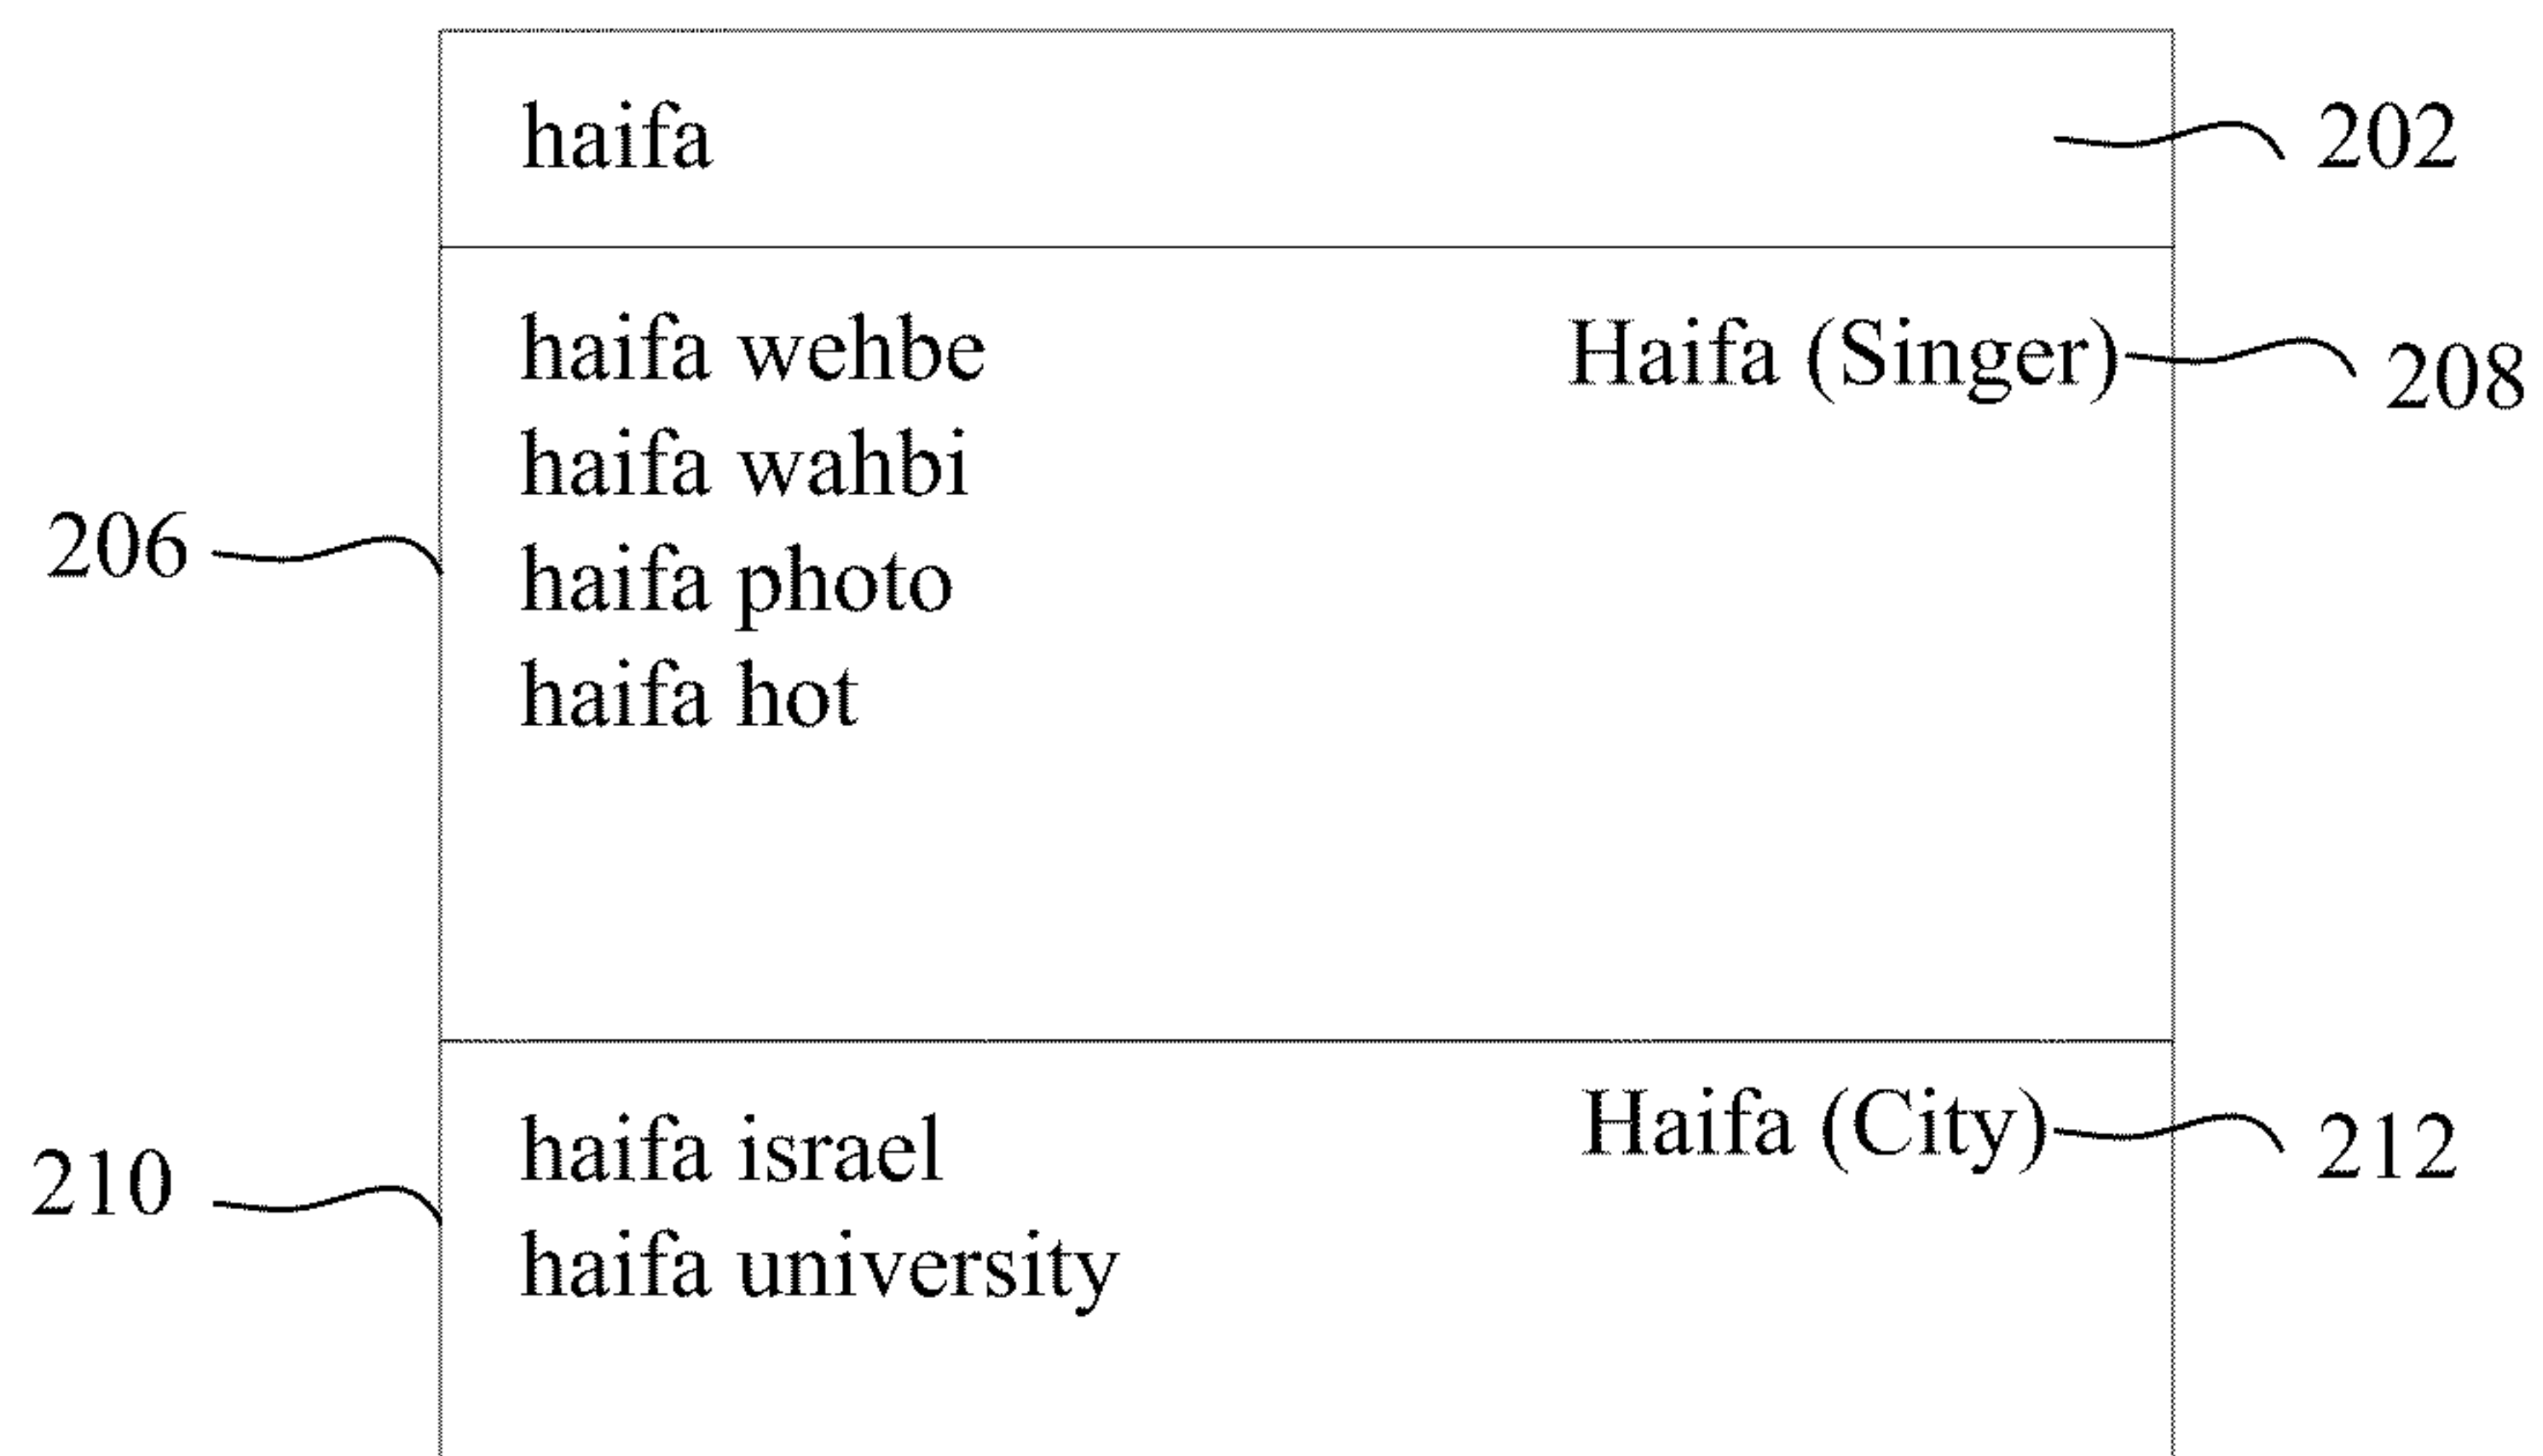 haifa 202
haifa wehbe Haifa (Singer) 208
haifa wahbi
206
haifa photo
haifa hot
haifa israel Haifa (City) 212
210
haifa university